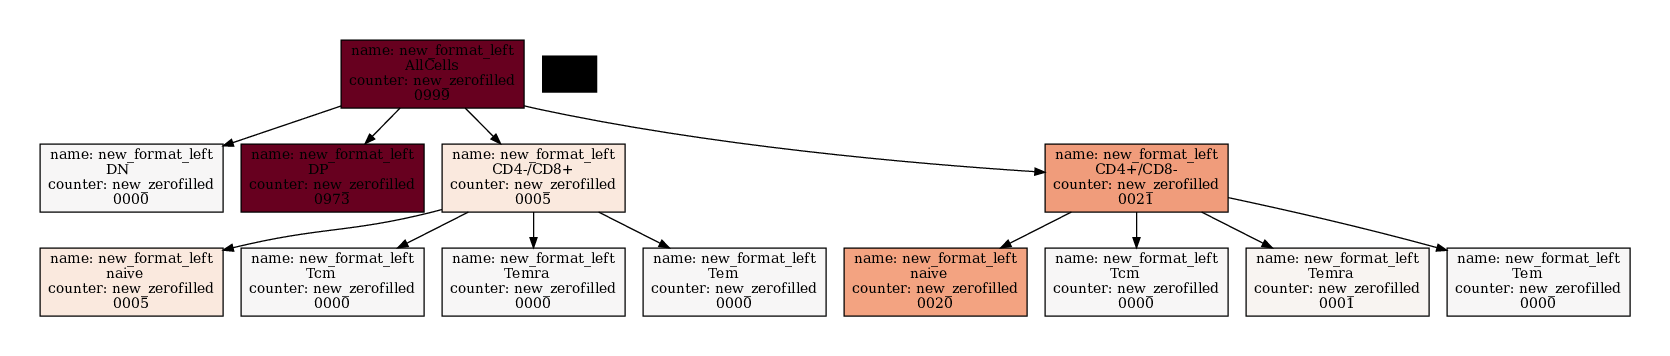 name: new_format_left
AllCells
counter: new_zerofilled
0999
name: new_format_left
DN
counter: new_zerofilled
0000
name: new_format_left
DP
counter: new_zerofilled
0973
name: new_format_left
CD4-/CD8+
counter: new_zerofilled
0005
name: new_format_left
CD4+/CD8-
counter: new_zerofilled
0021
name: new_format_left
naive
counter: new_zerofilled
0005
name: new_format_left
Tcm
counter: new_zerofilled
0000
name: new_format_left
Temra
counter: new_zerofilled
0000
name: new_format_left
Tem
counter: new_zerofilled
0000
name: new_format_left
naive
counter: new_zerofilled
0020
name: new_format_left
Tcm
counter: new_zerofilled
0000
name: new_format_left
Temra
counter: new_zerofilled
0001
name: new_format_left
Tem
counter: new_zerofilled
0000